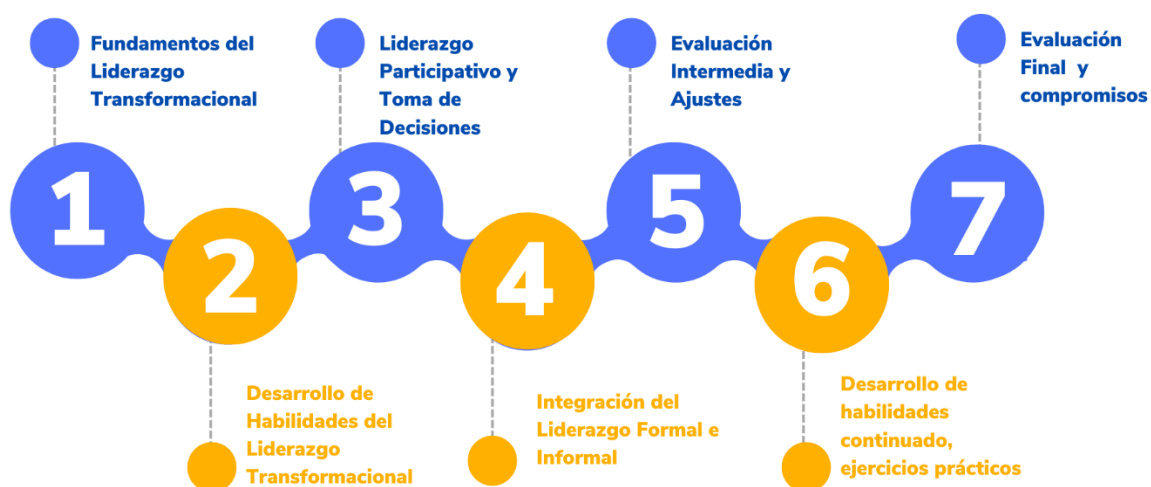 Fundamentos del
Liderazgo
Transformacional
Liderazgo
Participativo y
Toma de
Decisiones
Evaluación
Intermedia y
Ajustes
Evaluación
Final y
compromisos
1
2
3
4
5
6
7
Desarrollo de
Habilidades del
Liderazgo
Transformacional
Integración del
Liderazgo Formal e
Informal
Desarrollo de
habilidades
continuado,
ejercicios prácticos